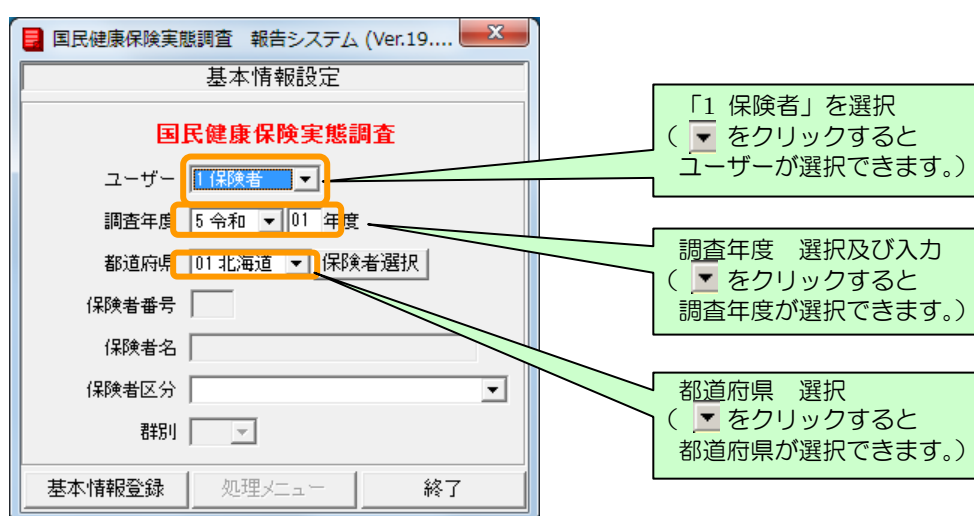 国民健康保険実態調査 報告システム (Ver.19....
基本情報設定
国民健康保険実態調査
ユーザー 1 保険者
調査年度 5 令和 01 年度
都道府県 01 北海道 保険者選択
保険者番号
保険者名
保険者区分
群別
基本情報登録 処理メニュー 終了
「1 保険者」を選択
( をクリックすると
ユーザーが選択できます。)
調査年度 選択及び入力
( をクリックすると
調査年度が選択できます。)
都道府県 選択
( をクリックすると
都道府県が選択できます。)